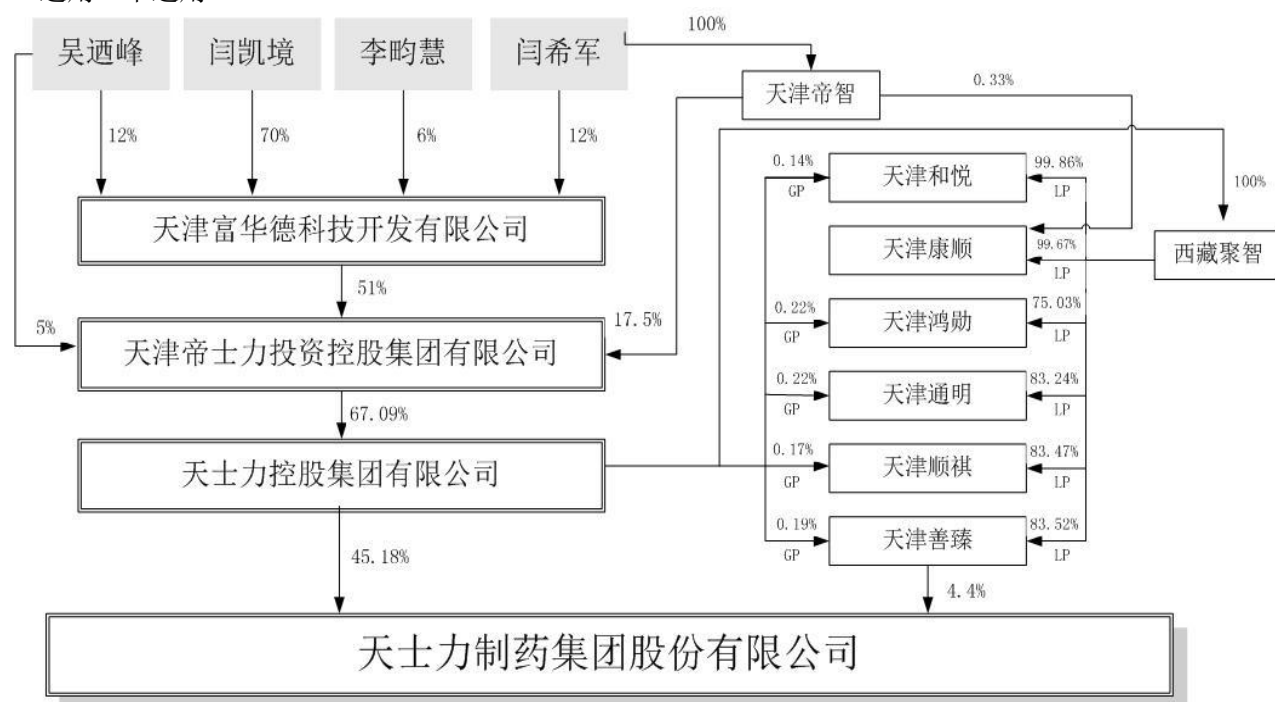 吴迺峰
闫凯境
李畇慧
闫希军
100%
天津帝智
0.33%
12%
70%
6%
12%
0.14%
GP
天津和悦
99.86%
LP
100%
天津富华德科技开发有限公司
天津康顺
99.67%
LP
西藏聚智
51%
5%
17.5%
0.22%
GP
天津鸿勋
75.03%
LP
天津帝士力投资控股集团有限公司
0.22%
GP
天津通明
83.24%
LP
67.09%
天士力控股集团有限公司
0.17%
GP
天津顺祺
83.47%
LP
0.19%
GP
天津善臻
83.52%
LP
45.18%
4.4%
天士力制药集团股份有限公司